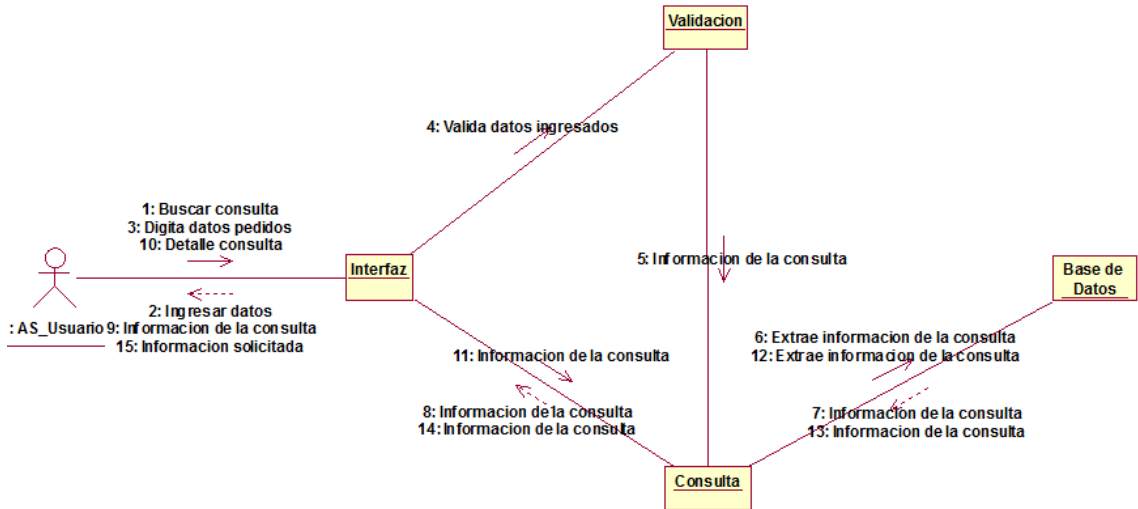 Validacion
4: Valida datos ingresados
1: Buscar consulta
3: Digita datos pedidos
10: Detalle consulta
Interfaz
5: Informacion de la consulta
Base de
Datos
2: Ingresar datos
: AS_Usuario
9: Informacion de la consulta
15: Informacion solicitada
6: Extrae informacion de la consulta
12: Extrae informacion de la consulta
11: Informacion de la consulta
8: Informacion de la consulta
14: Informacion de la consulta
7: Informacion de la consulta
13: Informacion de la consulta
Consulta